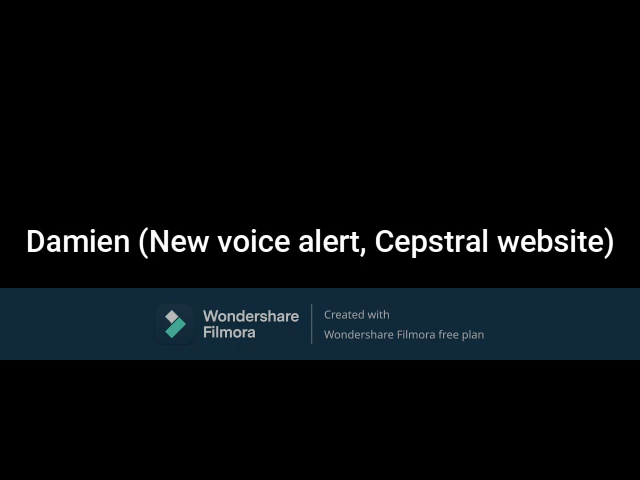 Damien (New voice alert, Cepstral website)
Wondershare
Filmora
Created with
Wondershare Filmora free plan